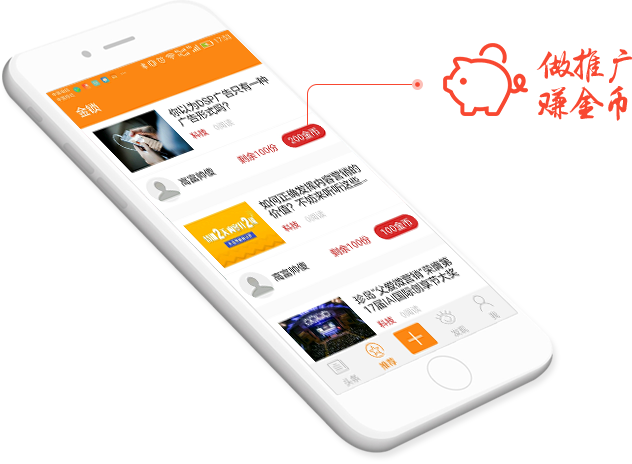 17:33
金锁
你以为DSP广告只有一种
广告形式吗?
科技 0阅读
高富帅傻
剩余100份 200金币
如何正确发挥内容营销的
价值?不妨来听听这些...
科技 0阅读
高富帅傻
剩余100份 100金币
珍岛“父爱微营销”荣膺第
17届IAI国际创享节大奖
科技 0阅读
头条 推荐 发现 我
做推广
赚金币